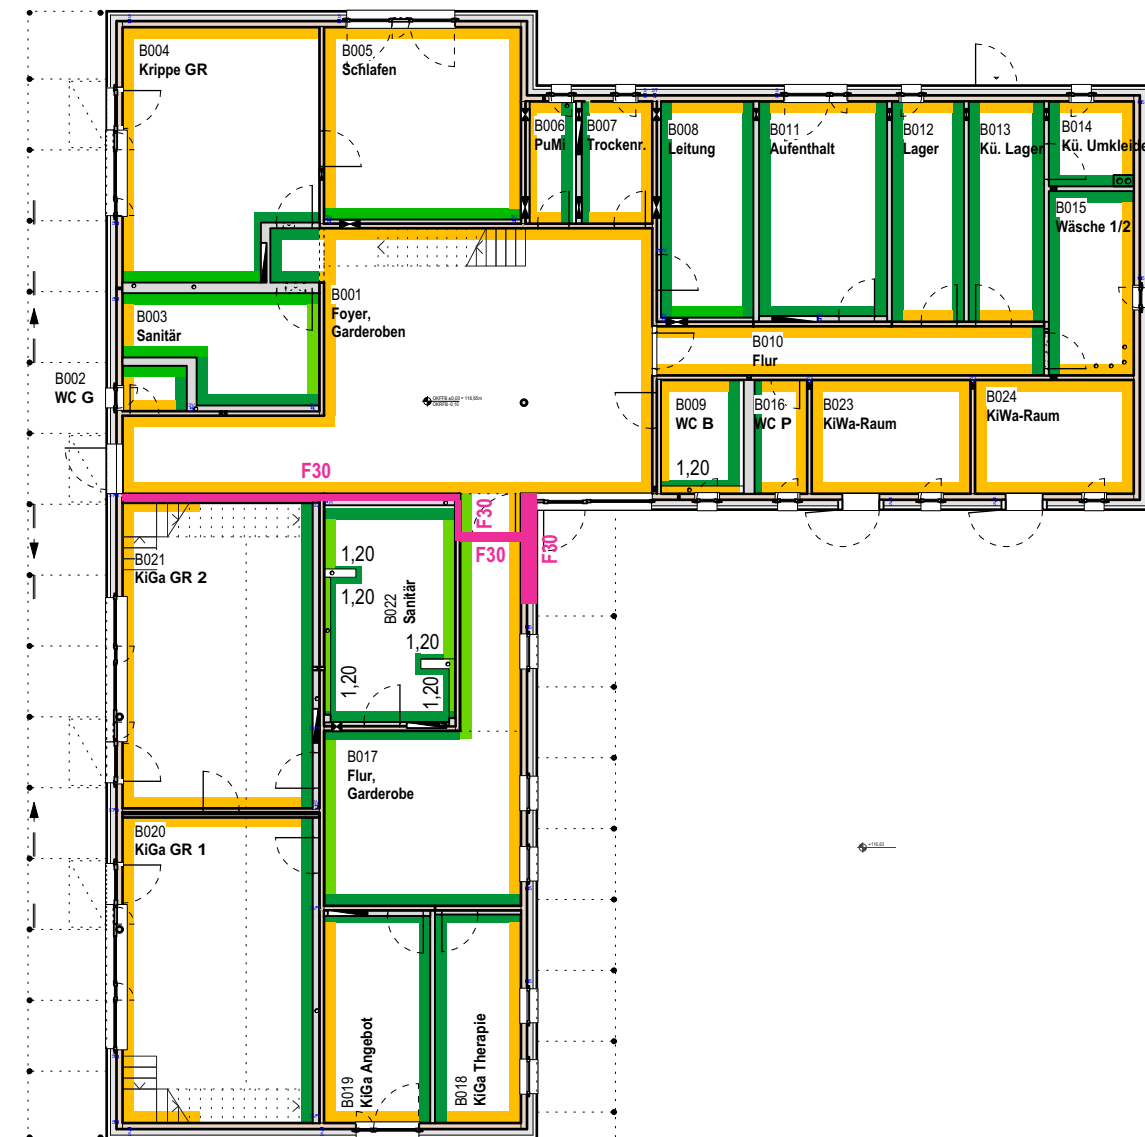 B004
Krippe GR
B005
Schlafen
B006
PuMi
B007
Trockenr.
B008
Leitung
B011
Aufenthalt
B012
Lager
B013
Kü. Lager
B014
Kü. Umkleide
B015
Wäsche 1/2
B001
Foyer,
Garderoben
B003
Sanitär
B002
WC G
B010
Flur
B009
WC B
1,20
B016
WC P
B023
KiWa-Raum
B024
KiWa-Raum
F30
F30
F30
F30
B021
KiGa GR 2
1,20
1,20
B022
Sanitär
1,20
1,20
1,20
B017
Flur,
Garderobe
B020
KiGa GR 1
B019
KiGa Angebot
B018
KiGa Therapie